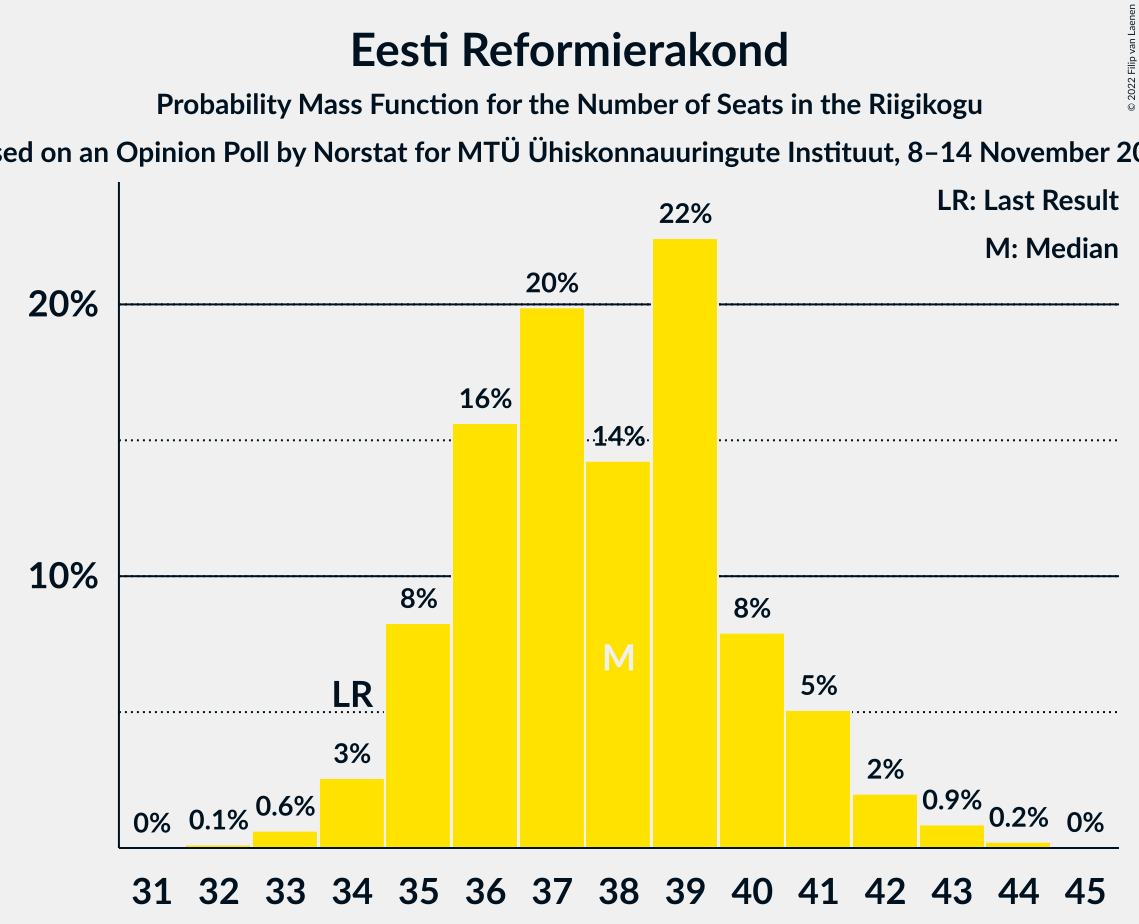 Eesti Reformierakond
Probability Mass Function for the Number of Seats in the Riigikogu
on an Opinion Poll by Norstat for MTÜ Ühiskonnauuringute Instituut, 8–14 November
© 2022 Filip van Laenen
LR: Last Result
M: Median
22%
20%
20%
16%
14%
10%
8%
8%
M
LR
5%
3%
2%
0% 0.1% 0.6% 0.9% 0.2% 0%
31 32 33 34 35 36 37 38 39 40 41 42 43 44 45